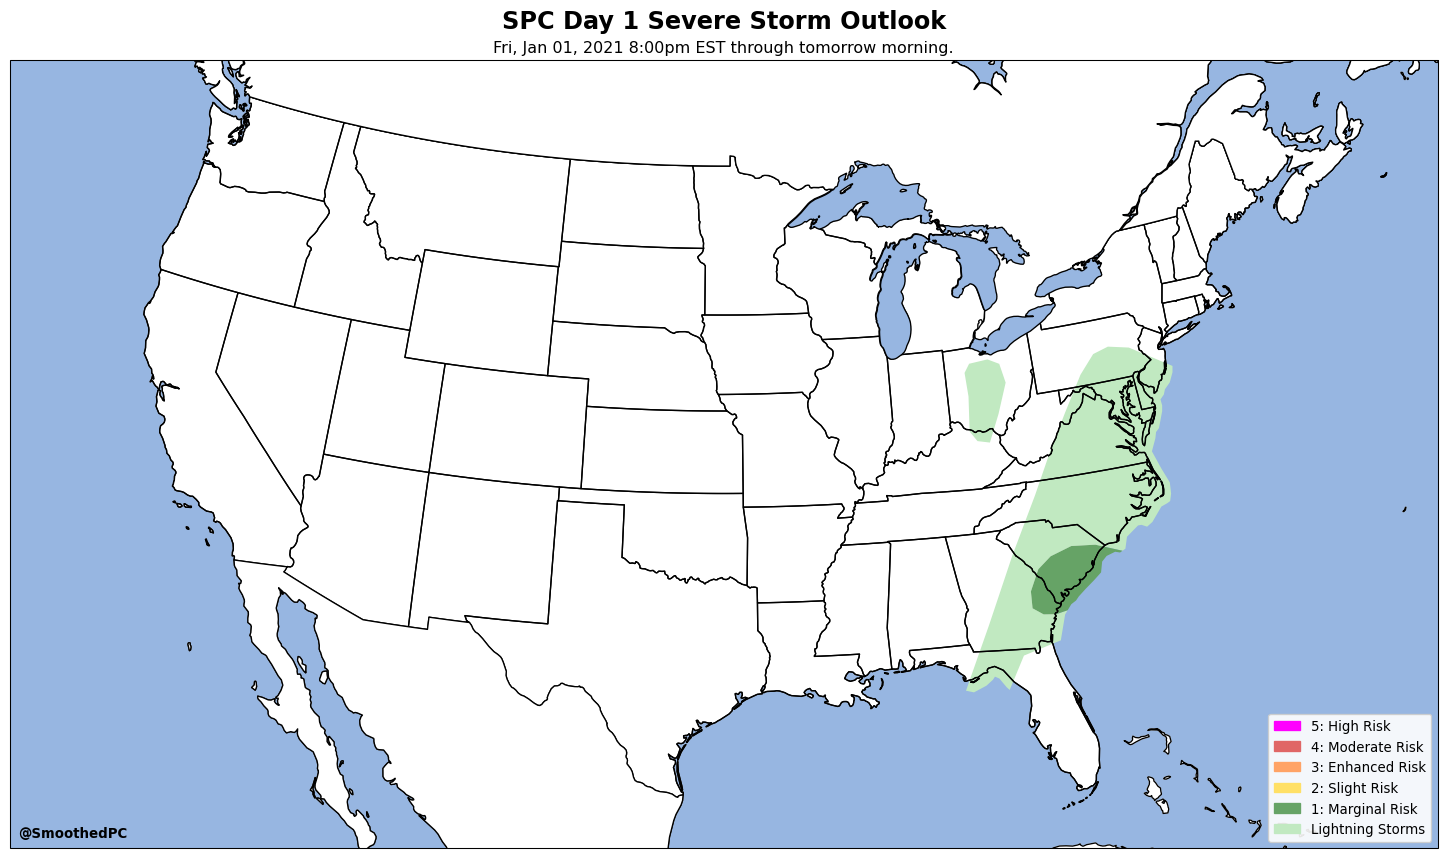 SPC Day 1 Severe Storm Outlook
Fri, Jan 01, 2021 8:00pm EST through tomorrow morning.
5: High Risk
4: Moderate Risk
3: Enhanced Risk
2: Slight Risk
1: Marginal Risk
Lightning Storms
@SmoothedPC